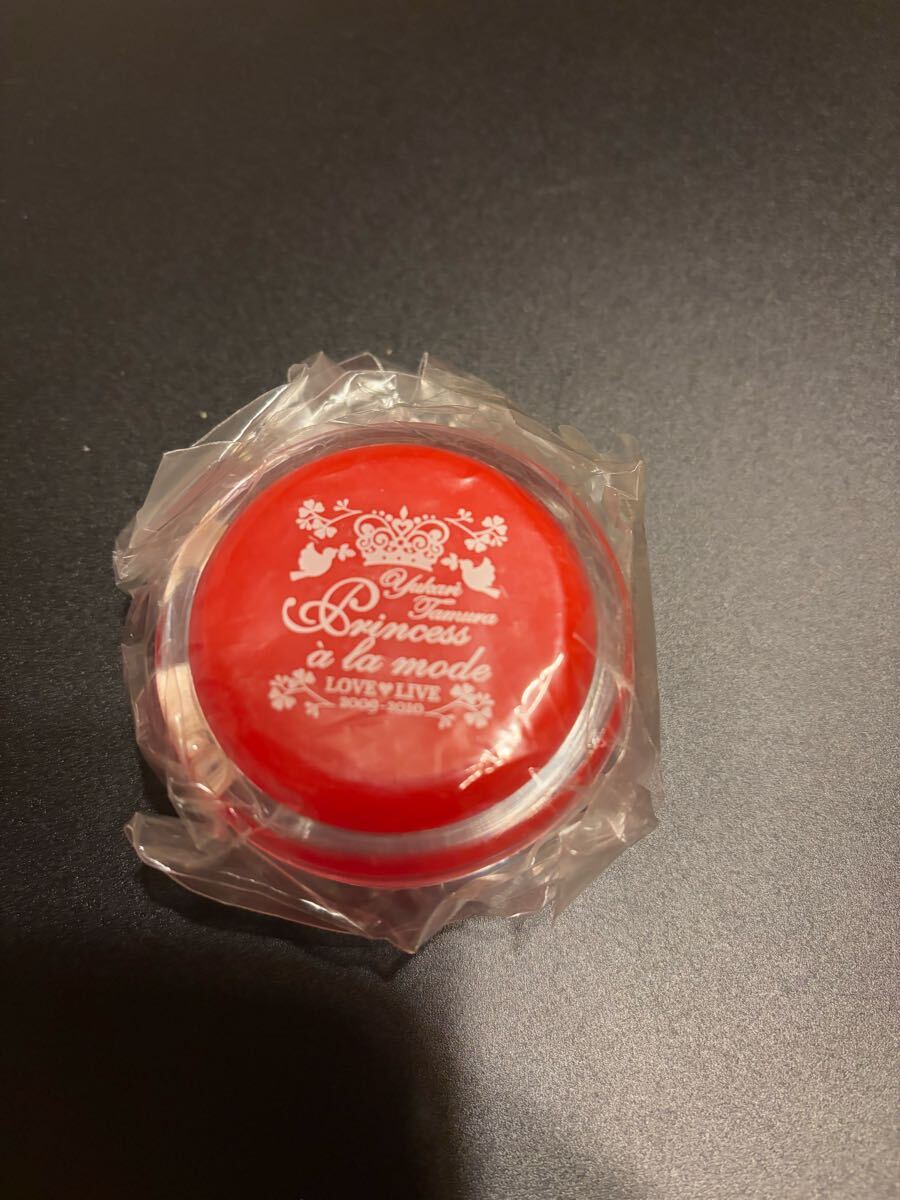 Yukari
Tamura
Princess
à la mode
LOVE♥LIVE
2009-2010